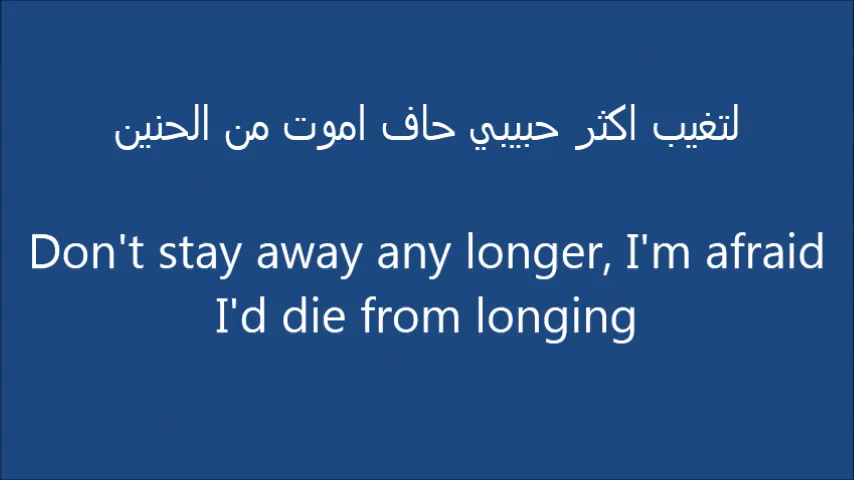 لتغيب اكثر حبيبي حاف اموت من الحنين
Don't stay away any longer, I'm afraid
I'd die from longing